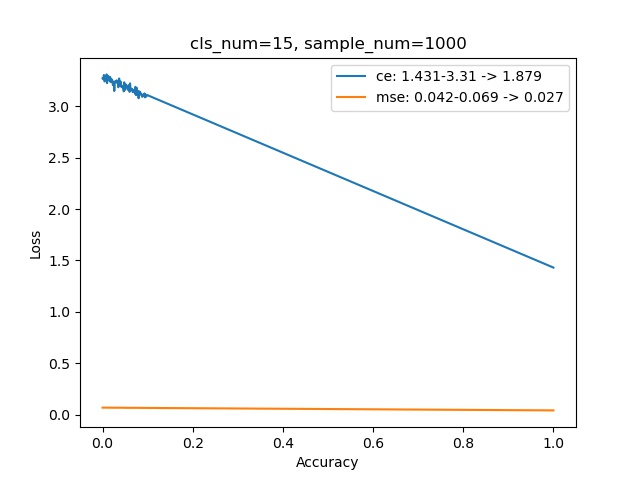 cls_num=15, sample_num=1000
ce: 1.431-3.31 -> 1.879
mse: 0.042-0.069 -> 0.027
3.0
2.5
2.0
1.5
1.0
0.5
0.0
Loss
0.0 0.2 0.4 0.6 0.8 1.0
Accuracy